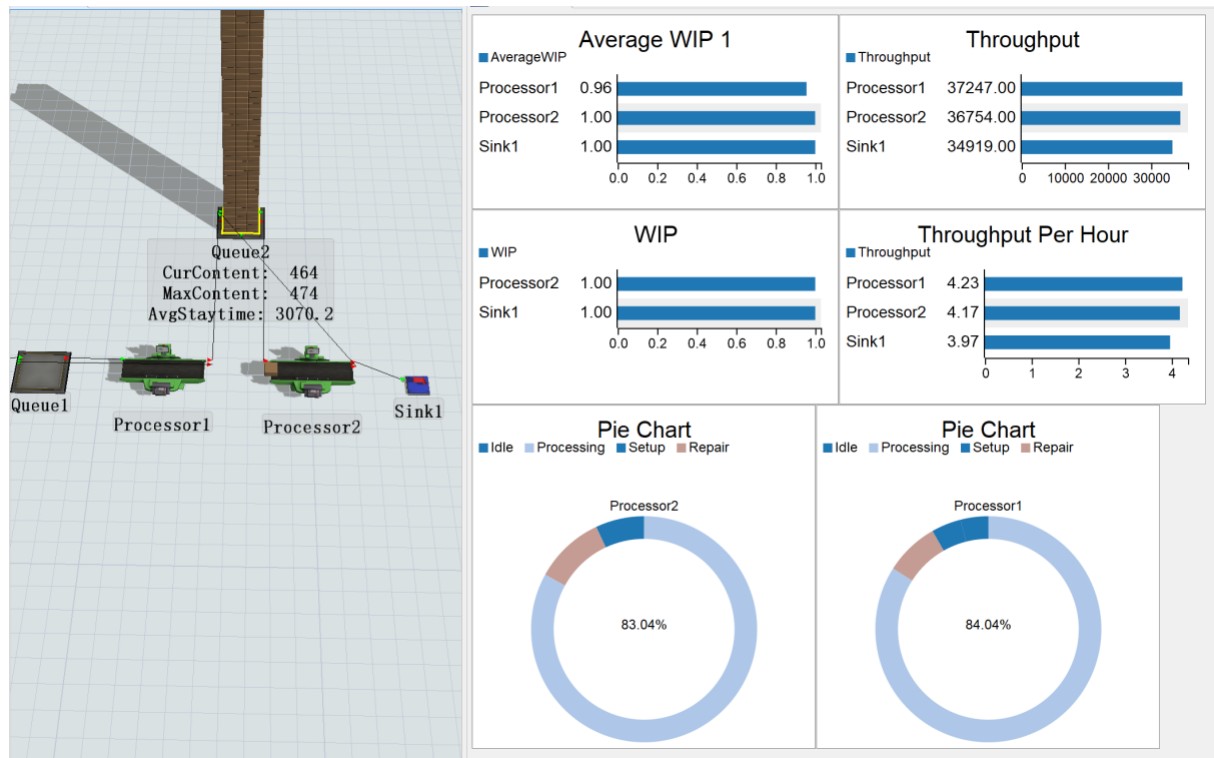 Queue2
CurContent: 464
MaxContent: 474
AvgStaytime: 3070.2
Queue1
Processor1
Processor2
Sink1
Average WIP 1
AverageWIP
Processor1 0.96
Processor2 1.00
Sink1 1.00
0.0 0.2 0.4 0.6 0.8 1.0
Throughput
Throughput
Processor1 37247.00
Processor2 36754.00
Sink1 34919.00
0 10000 20000 30000
WIP
WIP
Processor2 1.00
Sink1 1.00
0.0 0.2 0.4 0.6 0.8 1.0
Throughput Per Hour
Throughput
Processor1 4.23
Processor2 4.17
Sink1 3.97
0 1 2 3 4
Pie Chart
Idle Processing Setup Repair
Processor2
83.04%
Pie Chart
Idle Processing Setup Repair
Processor1
84.04%